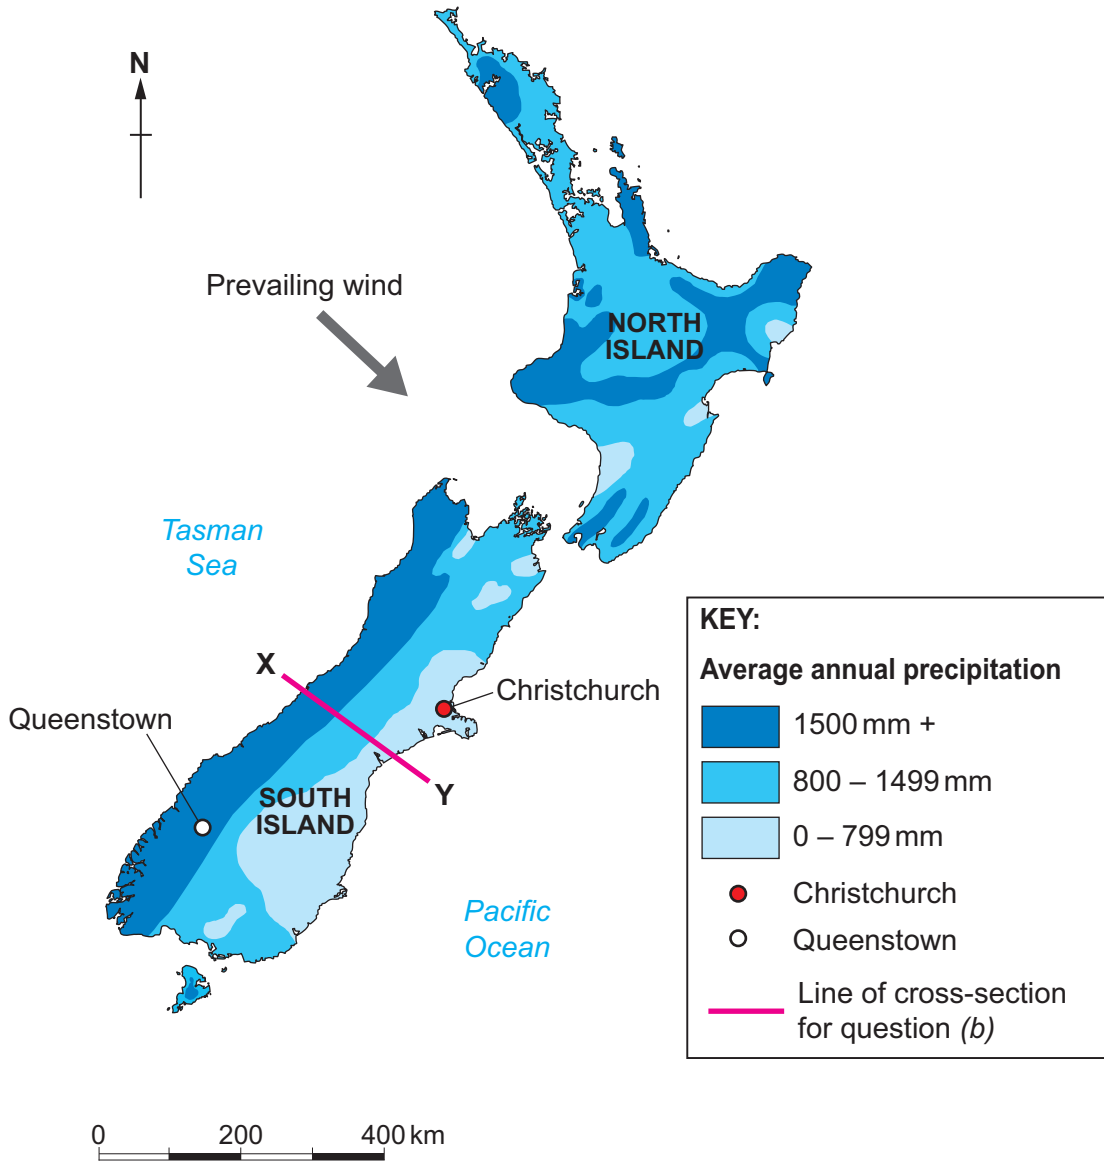 N
Prevailing wind
NORTH
ISLAND
Tasman
Sea
X
Christchurch
Queenstown
Y
SOUTH
ISLAND
Pacific
Ocean
KEY:
Average annual precipitation
1500 mm +
800 – 1499 mm
0 – 799 mm
Christchurch
Queenstown
Line of cross-section
for question (b)
0 200 400 km